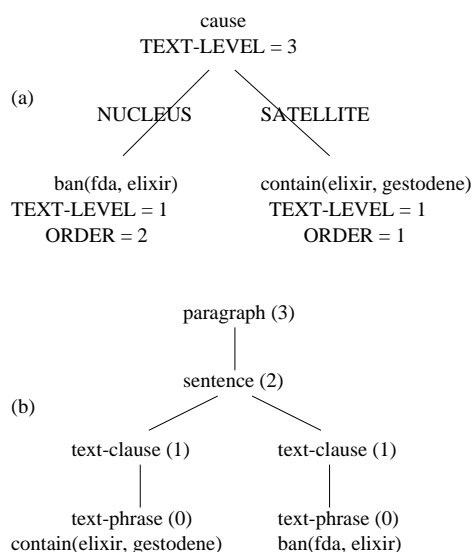 cause
TEXT-LEVEL = 3
(a)
NUCLEUS SATELLITE
ban(fda, elixir) contain(elixir, gestodene)
TEXT-LEVEL = 1 TEXT-LEVEL = 1
ORDER = 2 ORDER = 1
paragraph (3)
sentence (2)
(b)
text-clause (1) text-clause (1)
text-phrase (0) text-phrase (0)
contain(elixir, gestodene) ban(fda, elixir)